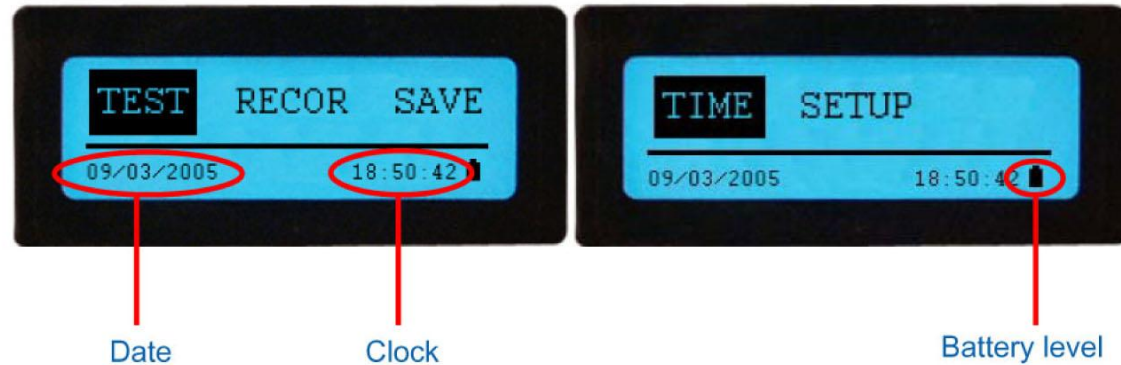 TEST RECOR SAVE
09/03/2005 18:50:42
TIME SETUP
09/03/2005 18:50:42
Date Clock Battery level